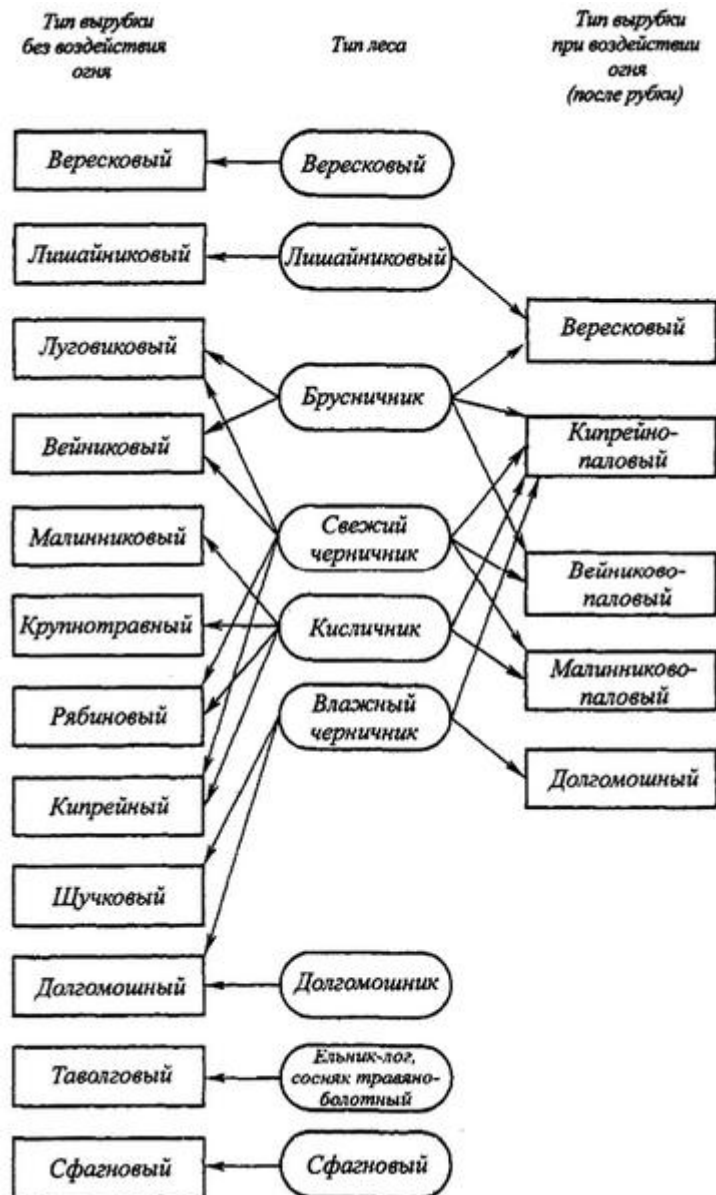 Тип вырубки
без воздействия
огня
Тип леса
Тип вырубки
при воздействии
огня
(после рубки)
Вересковый
Вересковый
Лишайниковый
Лишайниковый
Вересковый
Луговиковый
Брусничник
Вейниковый
Кипрейно-
паловый
Малинниковый
Свежий
черничник
Вейниково-
паловый
Крупнотравный
Кисличник
Малинниково-
паловый
Рябиновый
Влажный
черничник
Долгомошный
Кипрейный
Щучковый
Долгомошный
Долгомошник
Таволговый
Ельник-лог,
сосняк травяно-
болотный
Сфагновый
Сфагновый